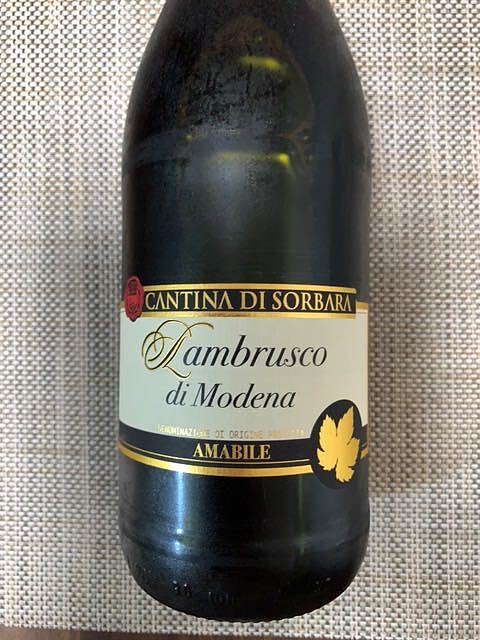 CANTINA DI SORBARA
Lambrusco
di Modena
DENOMINAZIONE DI ORIGINE PROTETTA
AMABILE